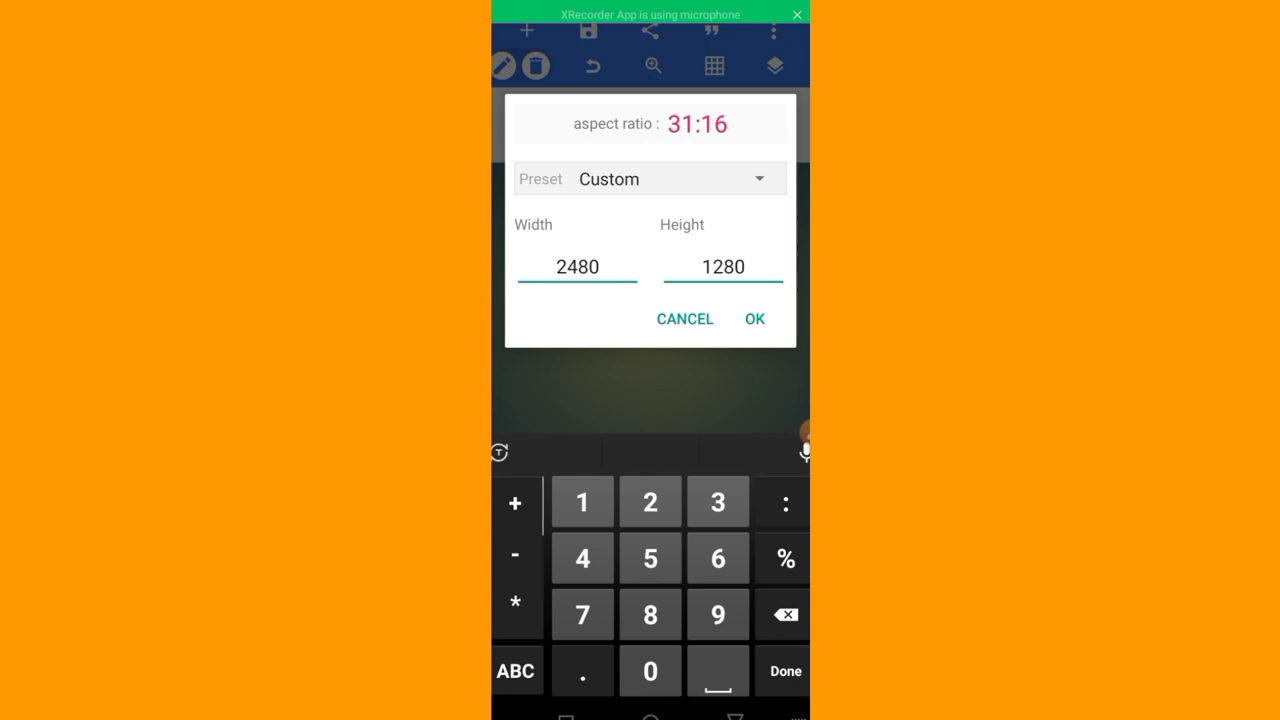 XRecorder App is using microphone
aspect ratio : 31:16
Preset Custom
Width Height
2480 1280
CANCEL OK
+ 1 2 3 :
- 4 5 6 %
* 7 8 9
ABC . 0 Done